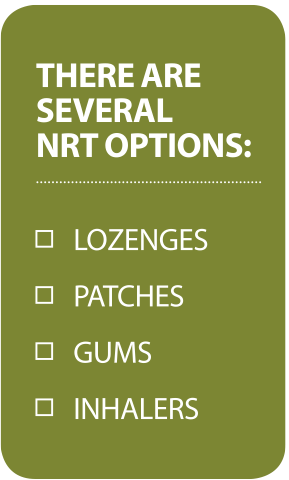 THERE ARE
SEVERAL
NRT OPTIONS:
LOZENGES
PATCHES
GUMS
INHALERS